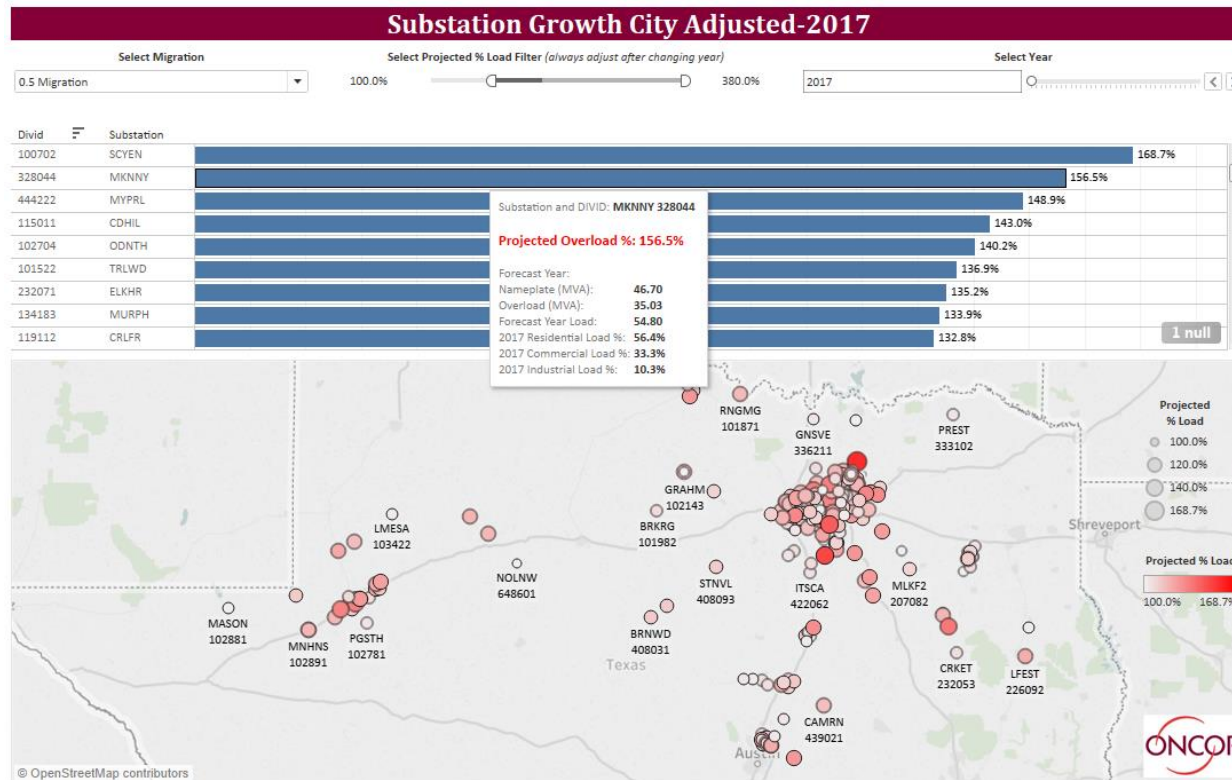 Substation Growth City Adjusted-2017
Select Migration
Select Projected % Load Filter (always adjust after changing year)
Select Year
0.5 Migration
100.0%
380.0%
2017
Divid Substation
100702 SCYEN 168.7%
328044 MKNNY 156.5%
444222 MYPRL 148.9%
115011 CDHIL 143.0%
102704 ODNTH 140.2%
101522 TRLWD 136.9%
232071 ELKHR 135.2%
134183 MURPH 133.9%
119112 CRLFR 132.8%
1 null
Substation and DIVID: MKNNY 328044
Projected Overload %: 156.5%
Forecast Year:
Nameplate (MVA): 46.70
Overload (MVA): 35.03
Forecast Year Load: 54.80
2017 Residential Load %: 56.4%
2017 Commercial Load %: 33.3%
2017 Industrial Load %: 10.3%
RNGMG
101871
GNSVE
336211
PREST
333102
GRAHM
102143
LMESA
103422
BRKRG
101982
NOLNW
648601
STNVL
408093
ITSCA
422062
MLKF2
207082
MASON
102881
MNHNS
102891
PGSTH
102781
BRNWD
408031
CRKET
232053
LFEST
226092
CAMRN
439021
Texas
Austin
Shreveport
Projected
% Load
100.0%
120.0%
140.0%
168.7%
Projected % Load
100.0% 168.7%
ONCOR
© OpenStreetMap contributors